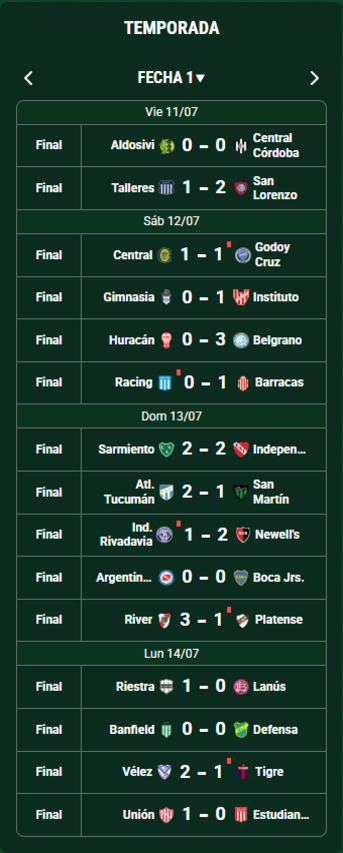 TEMPORADA
FECHA 1
Vie 11/07
Final Aldosivi 0 - 0 Central Córdoba
Final Talleres 1 - 2 San Lorenzo
Sáb 12/07
Final Central 1 - 1 Godoy Cruz
Final Gimnasia 0 - 1 Instituto
Final Huracán 0 - 3 Belgrano
Final Racing 0 - 1 Barracas
Dom 13/07
Final Sarmiento 2 - 2 Indepen...
Final Atl. Tucumán 2 - 1 San Martín
Final Ind. Rivadavia 1 - 2 Newell's
Final Argentin... 0 - 0 Boca Jrs.
Final River 3 - 1 Platense
Lun 14/07
Final Riestra 1 - 0 Lanús
Final Banfield 0 - 0 Defensa
Final Vélez 2 - 1 Tigre
Final Unión 1 - 0 Estudian...